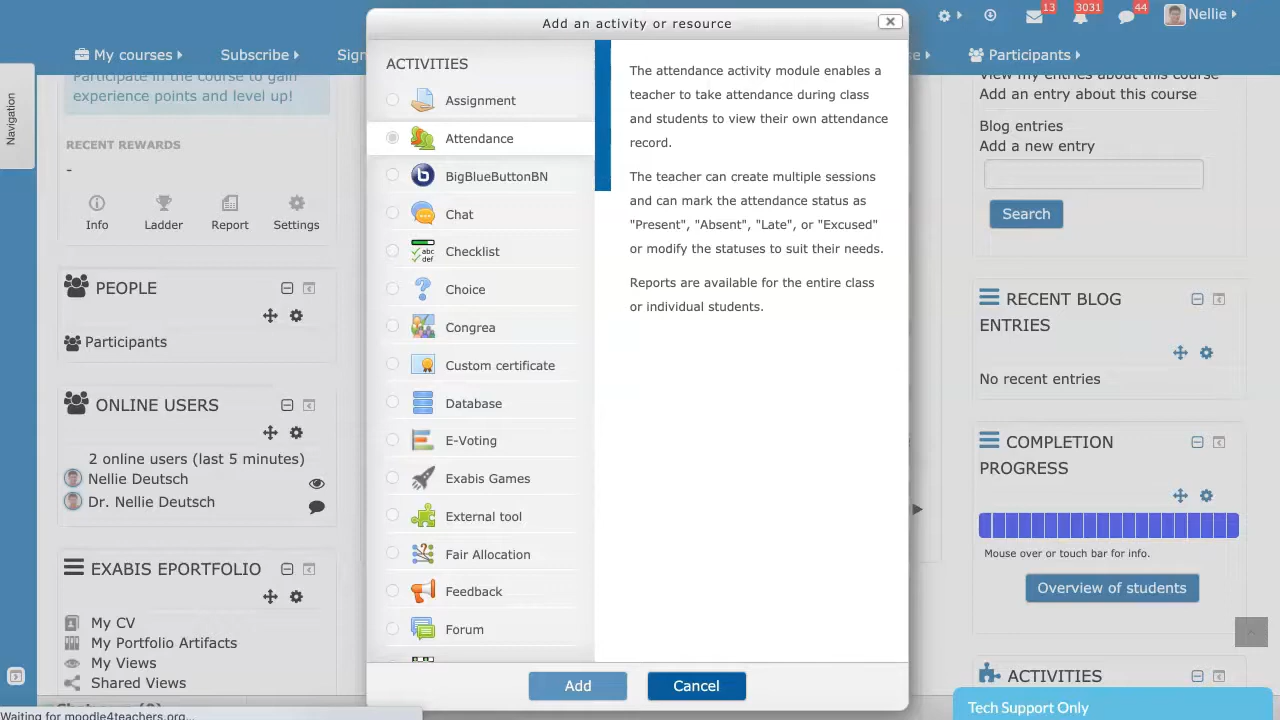 Add an activity or resource
13
3031
44
Nellie
My courses
Subscribe
Sign
se
Participants
Navigation
Participate in the course to gain
experience points and level up!
RECENT REWARDS
-
Info
Ladder
Report
Settings
PEOPLE
Participants
ONLINE USERS
2 online users (last 5 minutes)
Nellie Deutsch
Dr. Nellie Deutsch
EXABIS EPORTFOLIO
My CV
My Portfolio Artifacts
My Views
Shared Views
Waiting for moodle4teachers.org...
ACTIVITIES
Assignment
Attendance
BigBlueButtonBN
Chat
Checklist
Choice
Congrea
Custom certificate
Database
E-Voting
Exabis Games
External tool
Fair Allocation
Feedback
Forum
The attendance activity module enables a
teacher to take attendance during class
and students to view their own attendance
record.
The teacher can create multiple sessions
and can mark the attendance status as
"Present", "Absent", "Late", or "Excused"
or modify the statuses to suit their needs.
Reports are available for the entire class
or individual students.
Add
Cancel
View my entries about this course
Add an entry about this course
Blog entries
Add a new entry
Search
RECENT BLOG
ENTRIES
No recent entries
COMPLETION
PROGRESS
Mouse over or touch bar for info.
Overview of students
ACTIVITIES
Tech Support Only